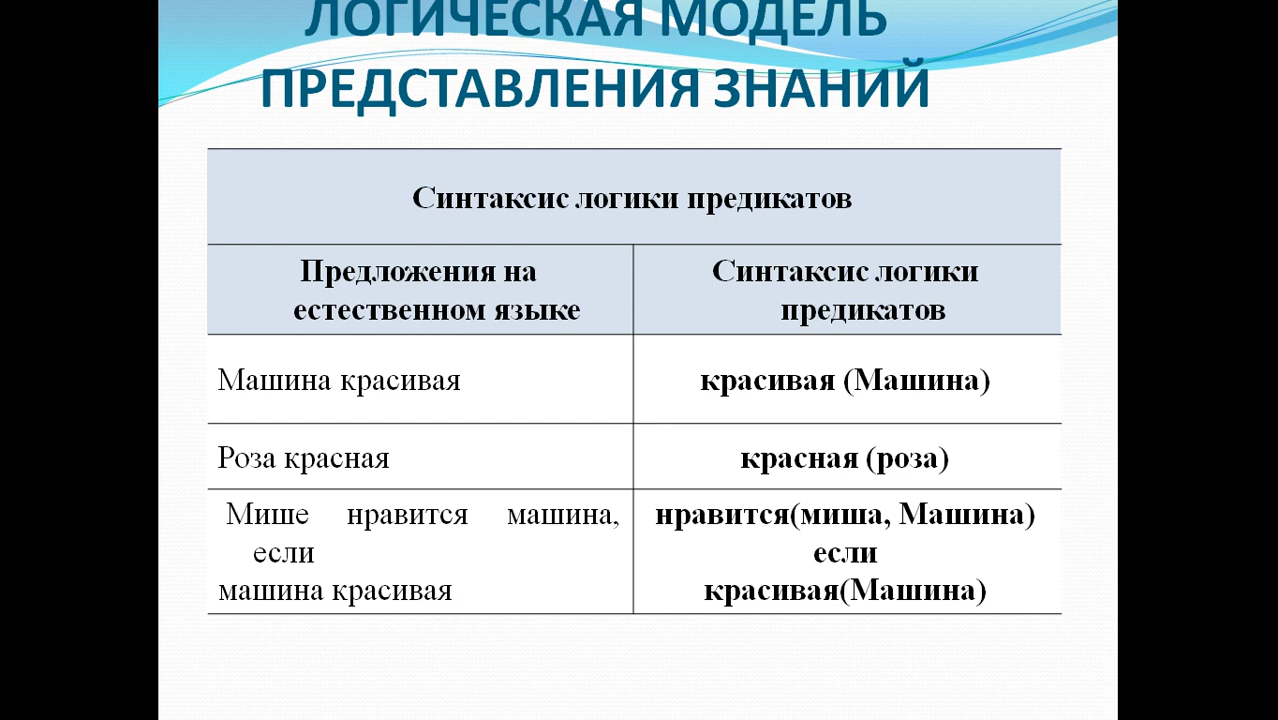 ЛОГИЧЕСКАЯ МОДЕЛЬ
ПРЕДСТАВЛЕНИЯ ЗНАНИЙ
Синтаксис логики предикатов
Предложения на
естественном языке
Синтаксис логики
предикатов
Машина красивая
красивая (Машина)
Роза красная
красная (роза)
Мише нравится машина,
если
машина красивая
нравится(миша, Машина)
если
красивая(Машина)